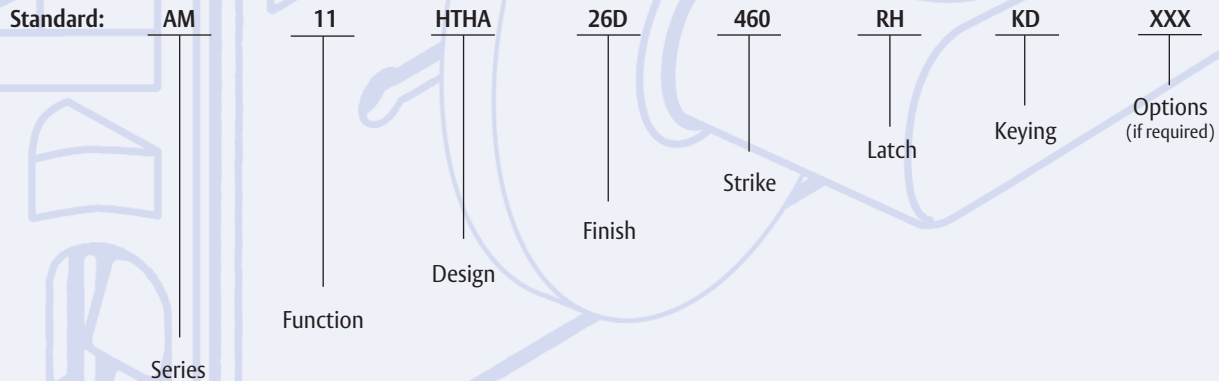 Standard: AM 11 HTHA 26D 460 RH KD XXX
Options
(if required)
Keying
Latch
Strike
Finish
Design
Function
Series